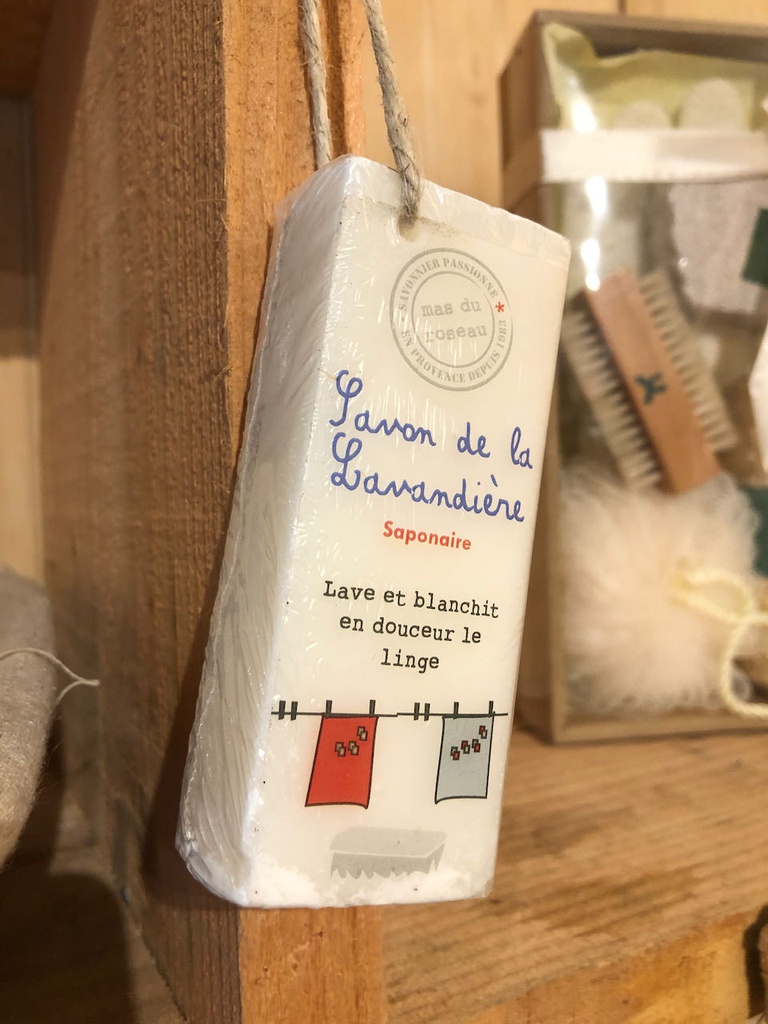 SAVONNIER PASSIONNÉ *
mas du
roseau
EN PROVENCE DEPUIS 1983
Savon de la
Lavandière
Saponaire
Lave et blanchit
en douceur le
linge